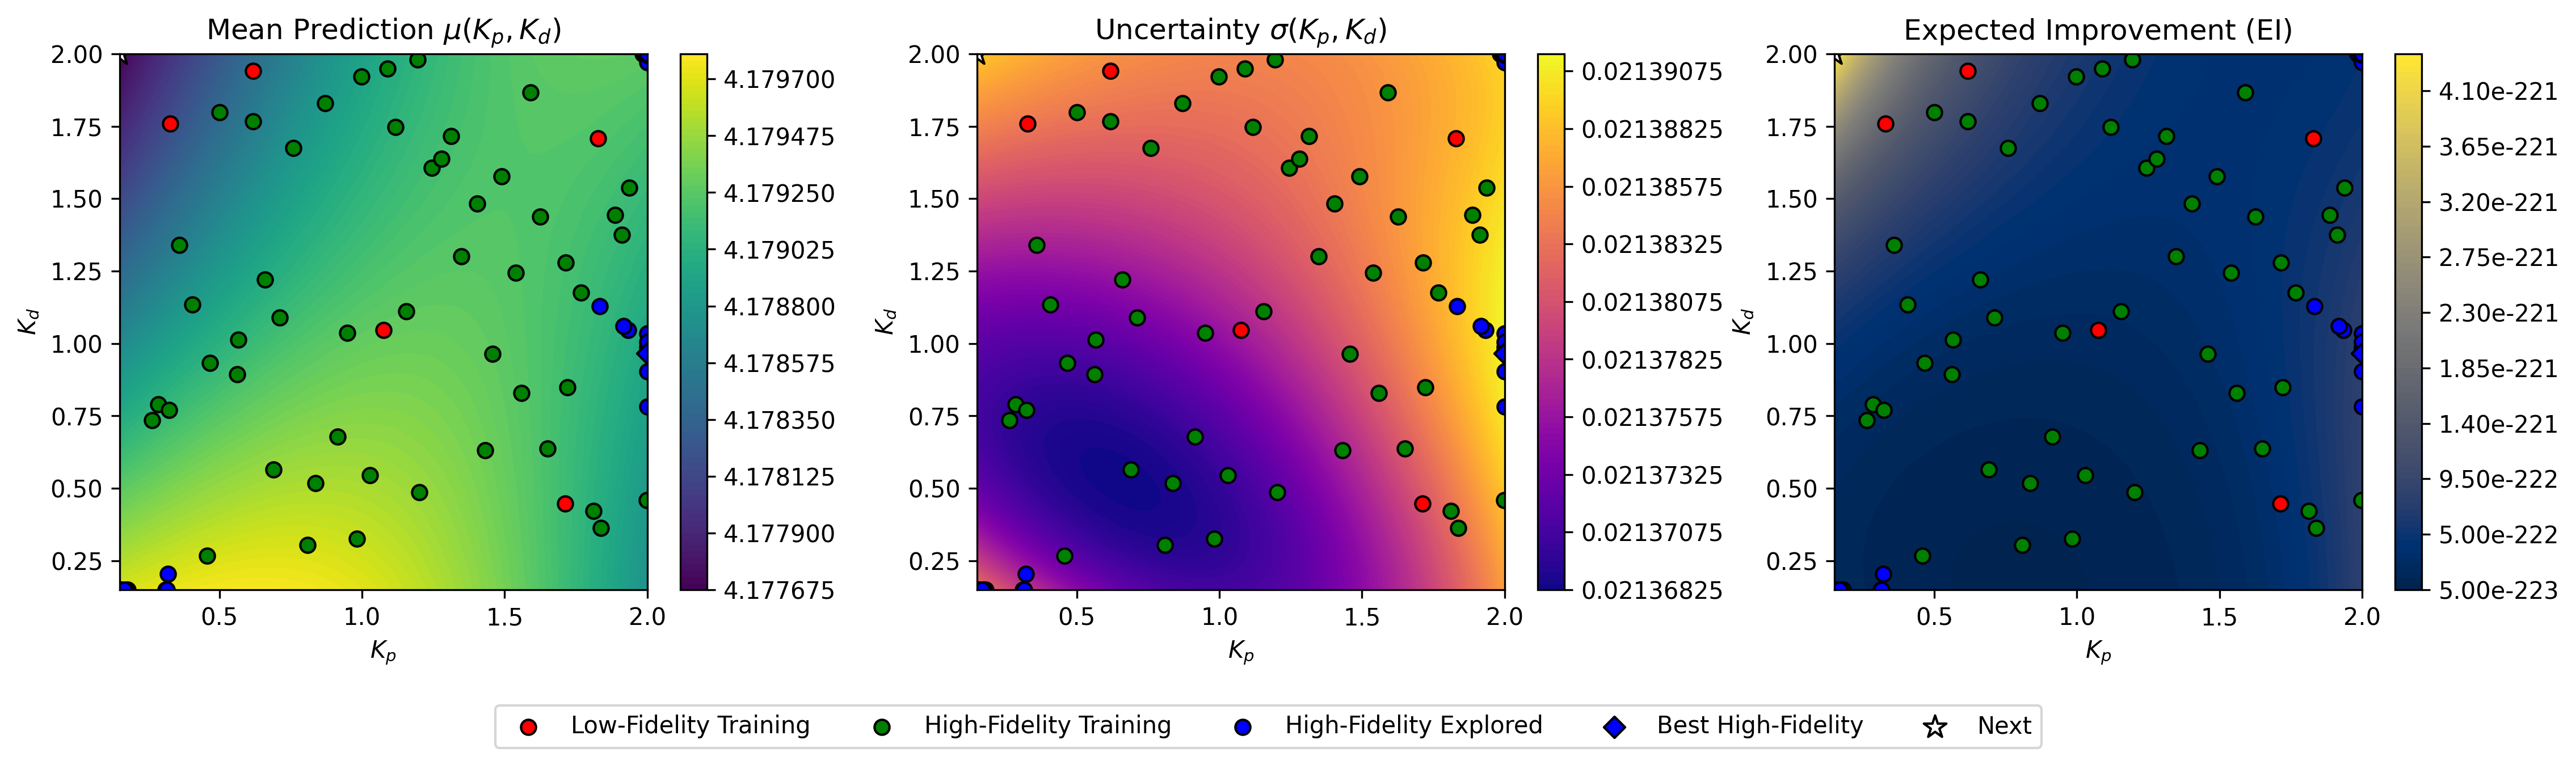 Mean Prediction μ(K_p, K_d)
2.00
1.75
1.50
1.25
1.00
0.75
0.50
0.25
K_d
0.5 1.0 1.5 2.0
K_p
4.179700
4.179475
4.179250
4.179025
4.178800
4.178575
4.178350
4.178125
4.177900
4.177675
Uncertainty σ(K_p, K_d)
2.00
1.75
1.50
1.25
1.00
0.75
0.50
0.25
K_d
0.5 1.0 1.5 2.0
K_p
0.02139075
0.02138825
0.02138575
0.02138325
0.02138075
0.02137825
0.02137575
0.02137325
0.02137075
0.02136825
Expected Improvement (EI)
2.00
1.75
1.50
1.25
1.00
0.75
0.50
0.25
K_d
0.5 1.0 1.5 2.0
K_p
4.10e-221
3.65e-221
3.20e-221
2.75e-221
2.30e-221
1.85e-221
1.40e-221
9.50e-222
5.00e-222
5.00e-223
Low-Fidelity Training High-Fidelity Training High-Fidelity Explored Best High-Fidelity Next